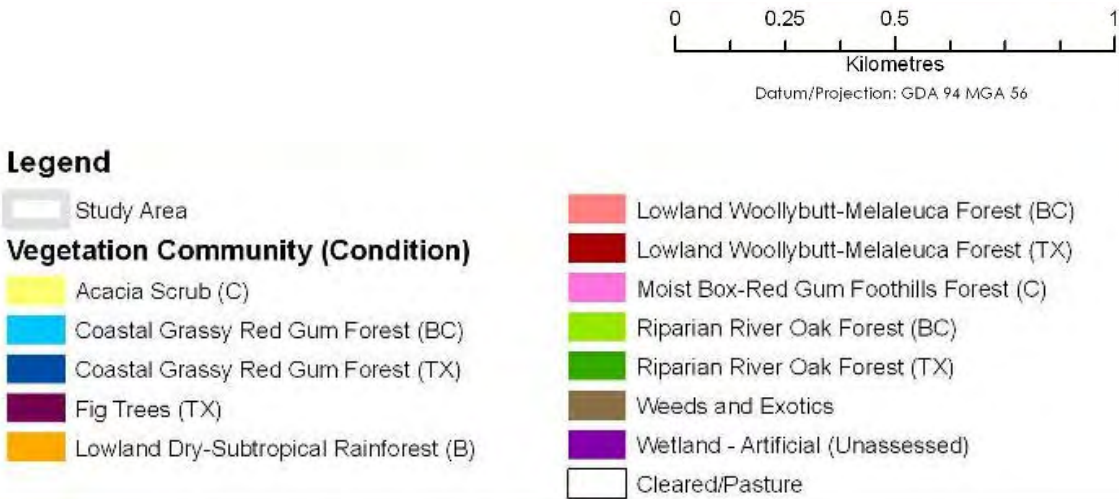 0 0.25 0.5 1
Kilometres
Datum/Projection: GDA 94 MGA 56
Legend
Study Area
Vegetation Community (Condition)
Acacia Scrub (C)
Coastal Grassy Red Gum Forest (BC)
Coastal Grassy Red Gum Forest (TX)
Fig Trees (TX)
Lowland Dry-Subtropical Rainforest (B)
Lowland Woollybutt-Melaleuca Forest (BC)
Lowland Woollybutt-Melaleuca Forest (TX)
Moist Box-Red Gum Foothills Forest (C)
Riparian River Oak Forest (BC)
Riparian River Oak Forest (TX)
Weeds and Exotics
Wetland - Artificial (Unassessed)
Cleared/Pasture